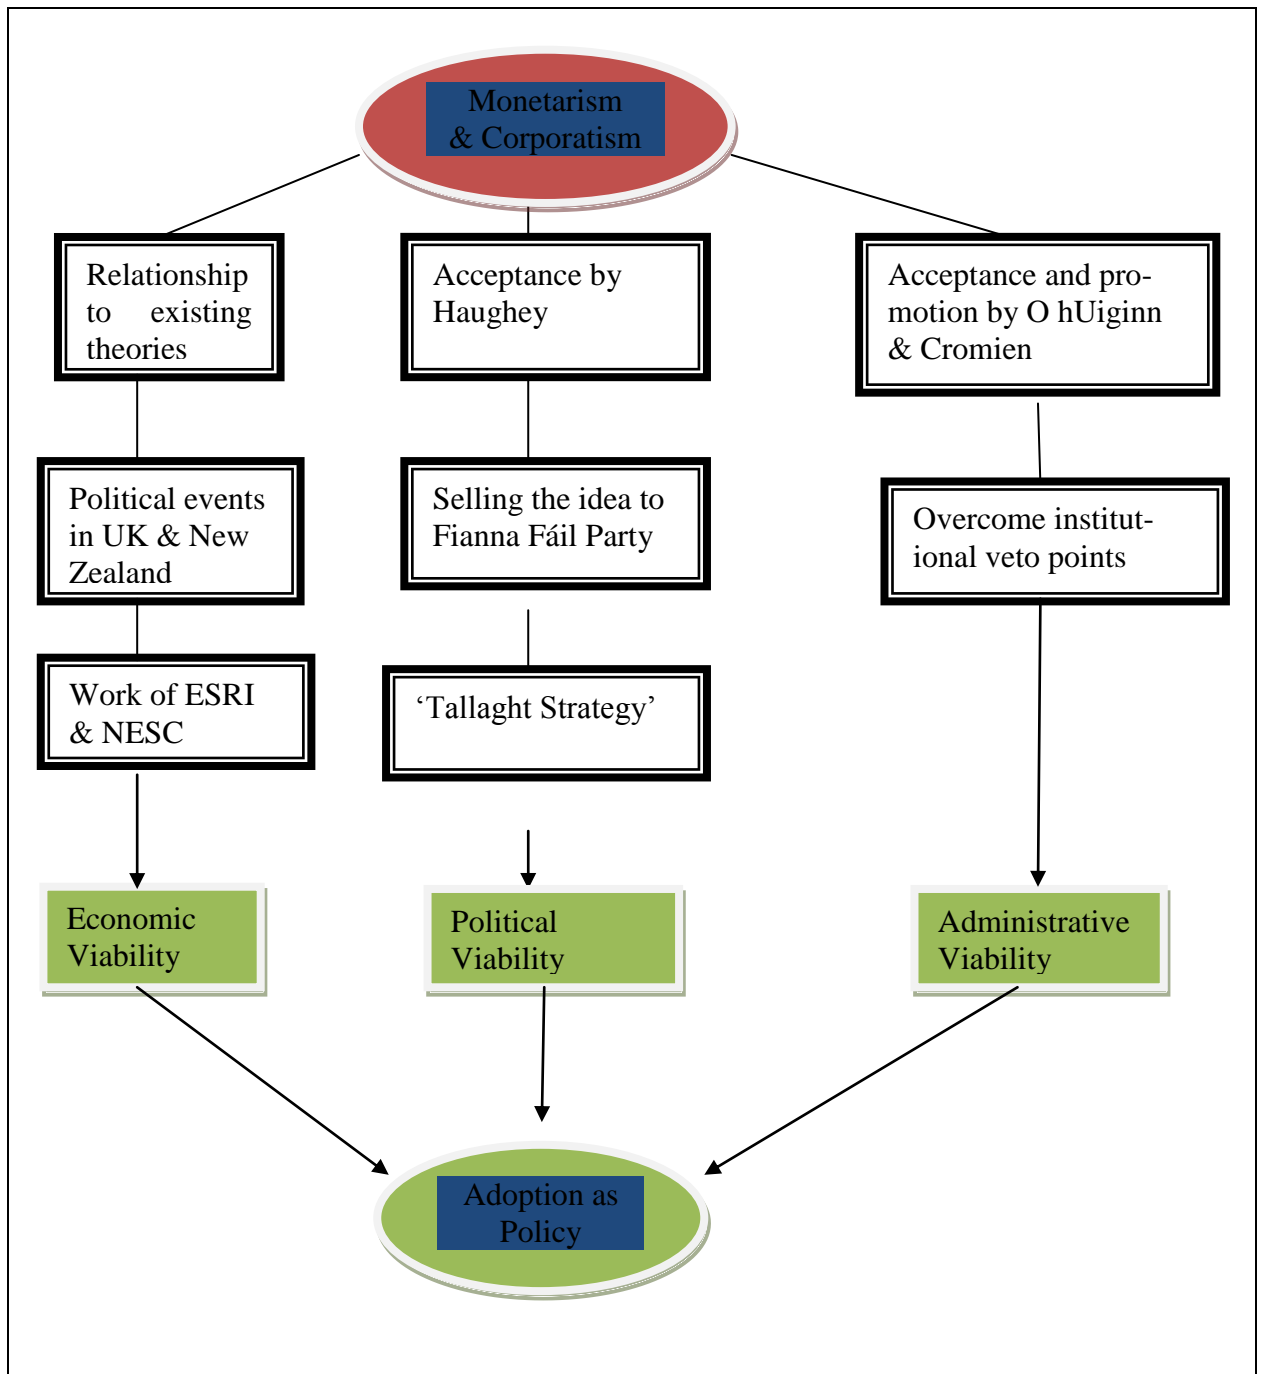 Monetarism
& Corporatism
Relationship
to existing
theories
Acceptance by
Haughey
Acceptance and pro-
motion by O hUiginn
& Cromien
Political events
in UK & New
Zealand
Selling the idea to
Fianna Fáil Party
Overcome institut-
ional veto points
Work of ESRI
& NESC
‘Tallaght Strategy’
Economic
Viability
Political
Viability
Administrative
Viability
Adoption as
Policy